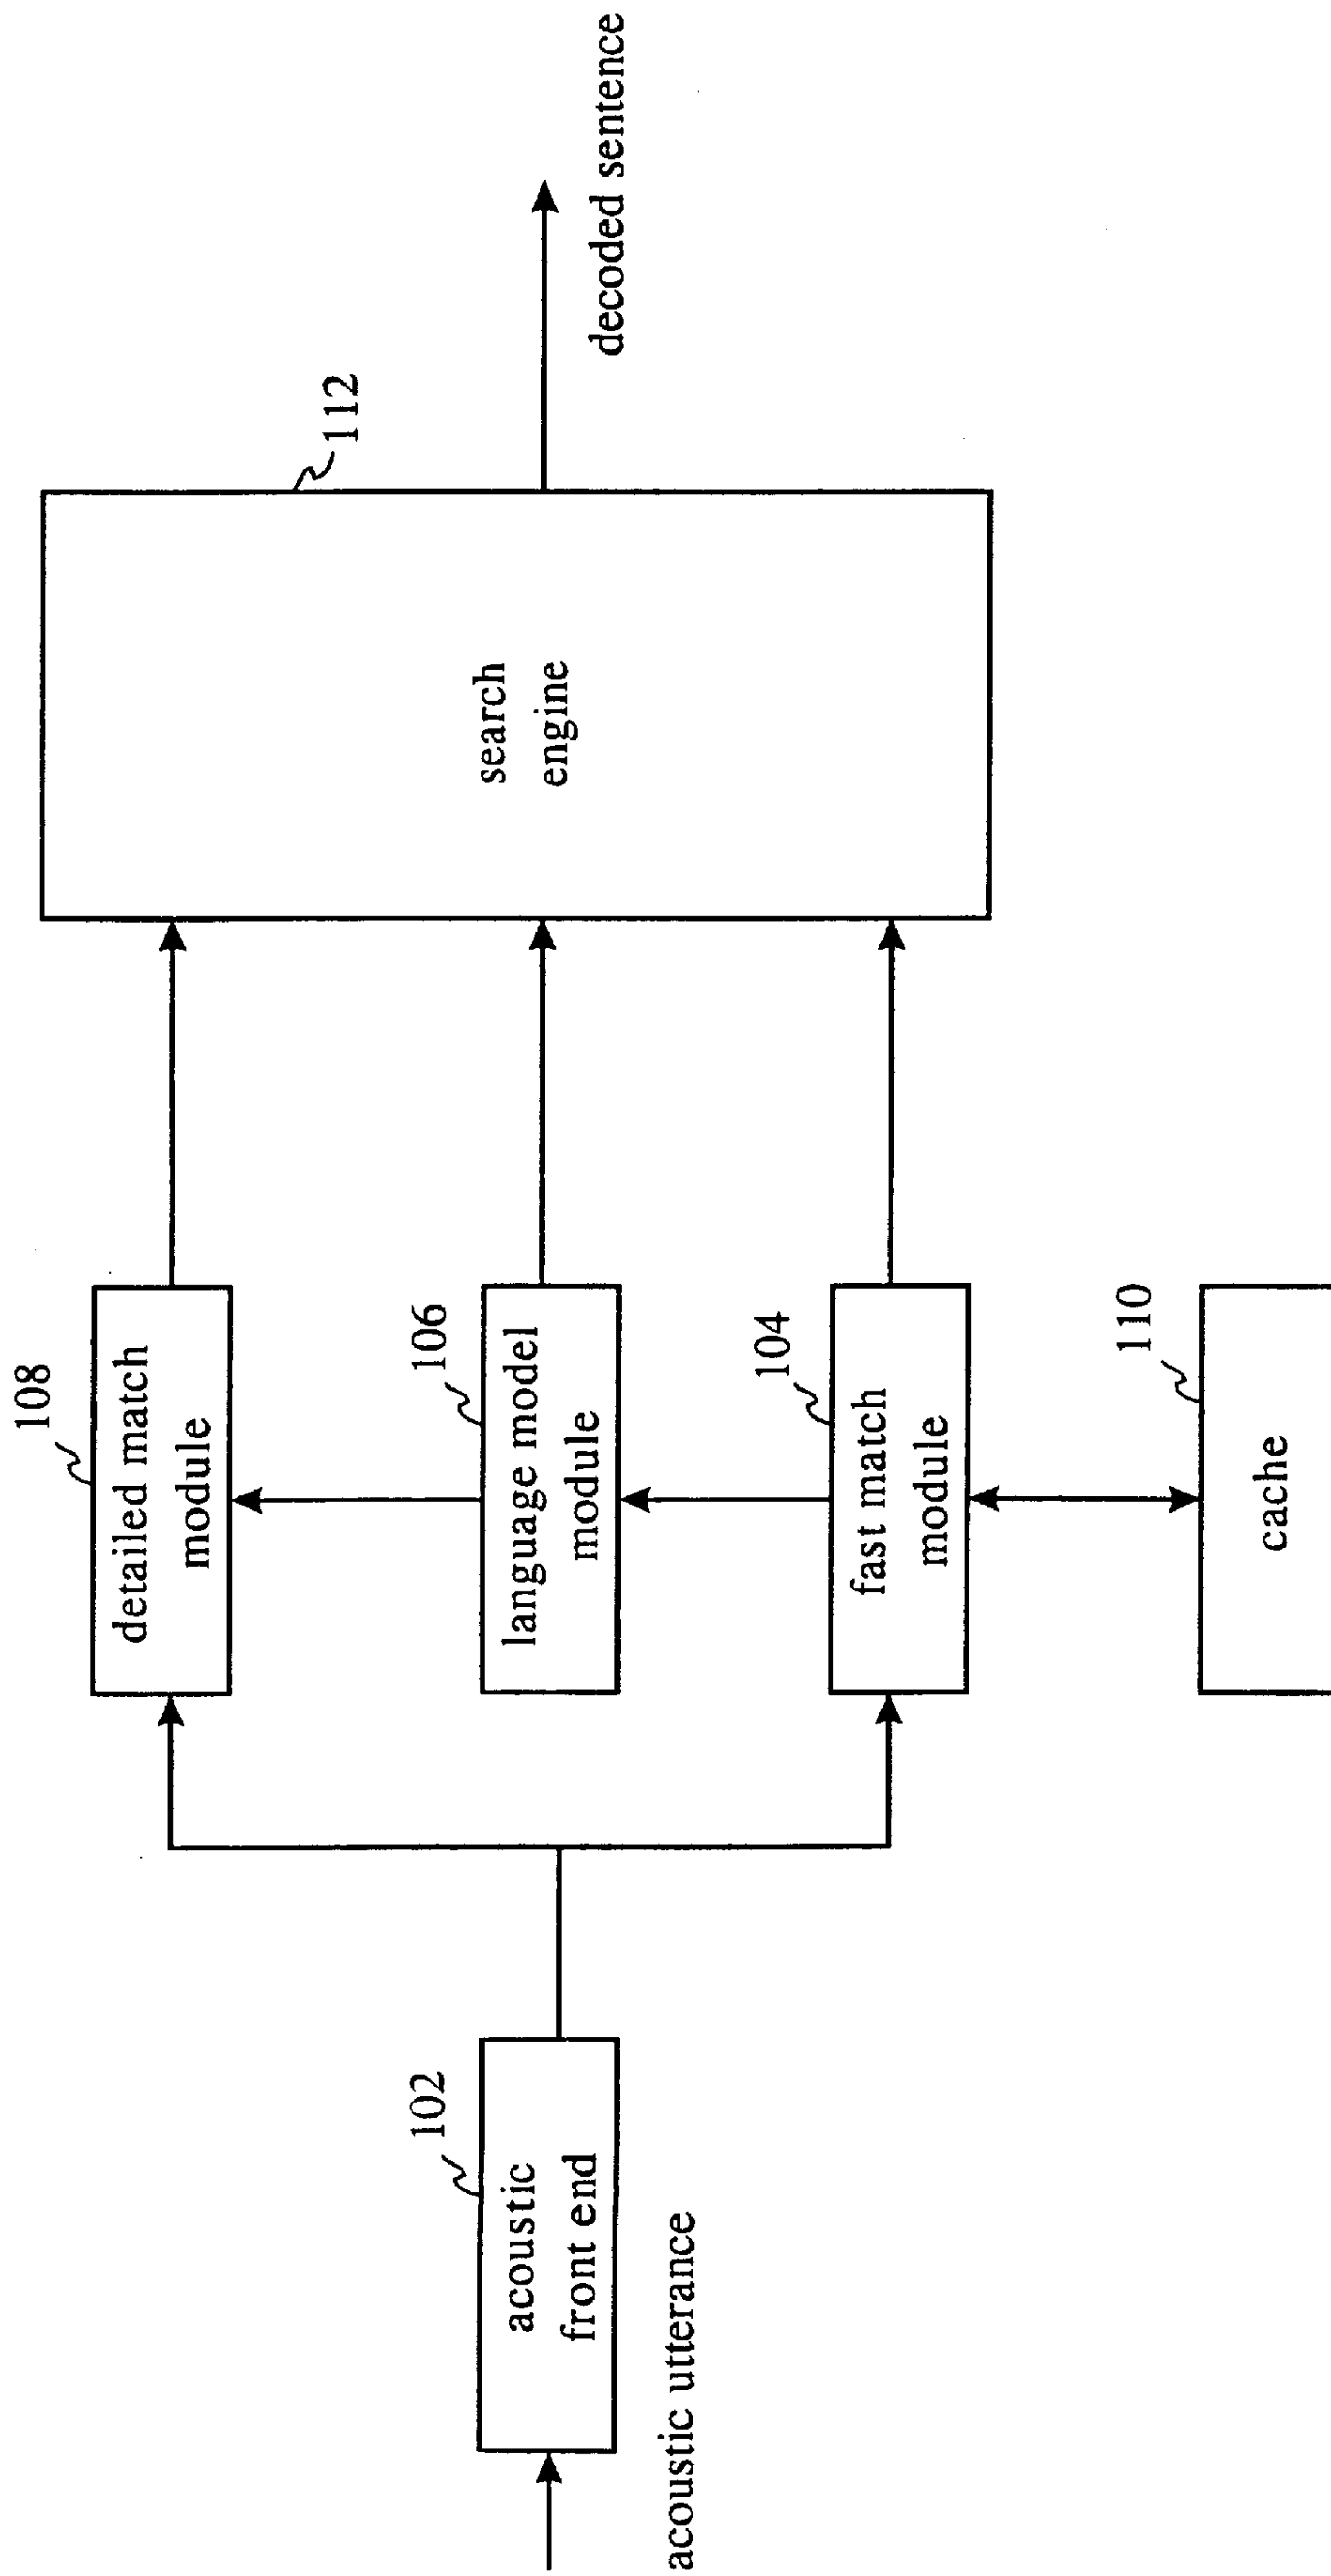 acoustic utterance
102
acoustic
front end
108
detailed match
module
106
language model
module
104
fast match
module
110
cache
112
search
engine
decoded sentence